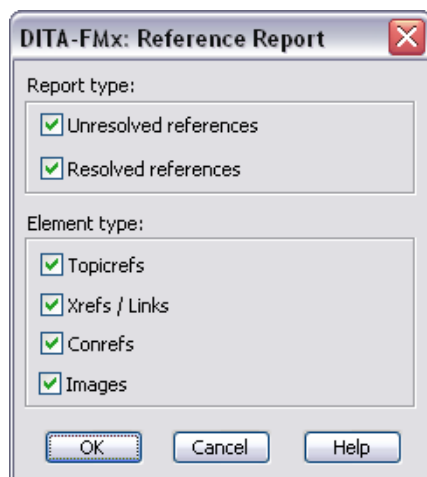 DITA-FMx: Reference Report
Report type:
Unresolved references
Resolved references
Element type:
Topicrefs
Xrefs / Links
Conrefs
Images
OK Cancel Help